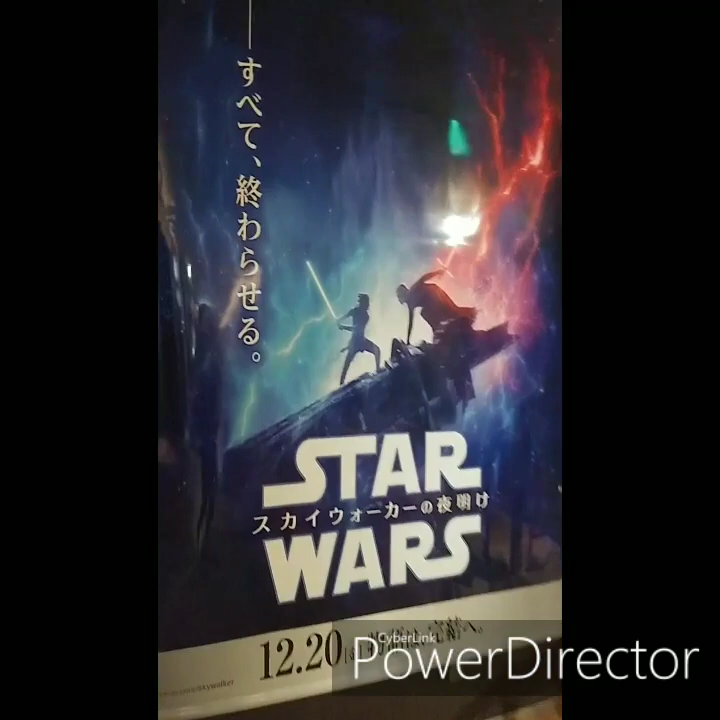 すべて、終わらせる。
STAR
スカイウォーカーの夜明け
WARS
12.20
CyberLink
PowerDirector